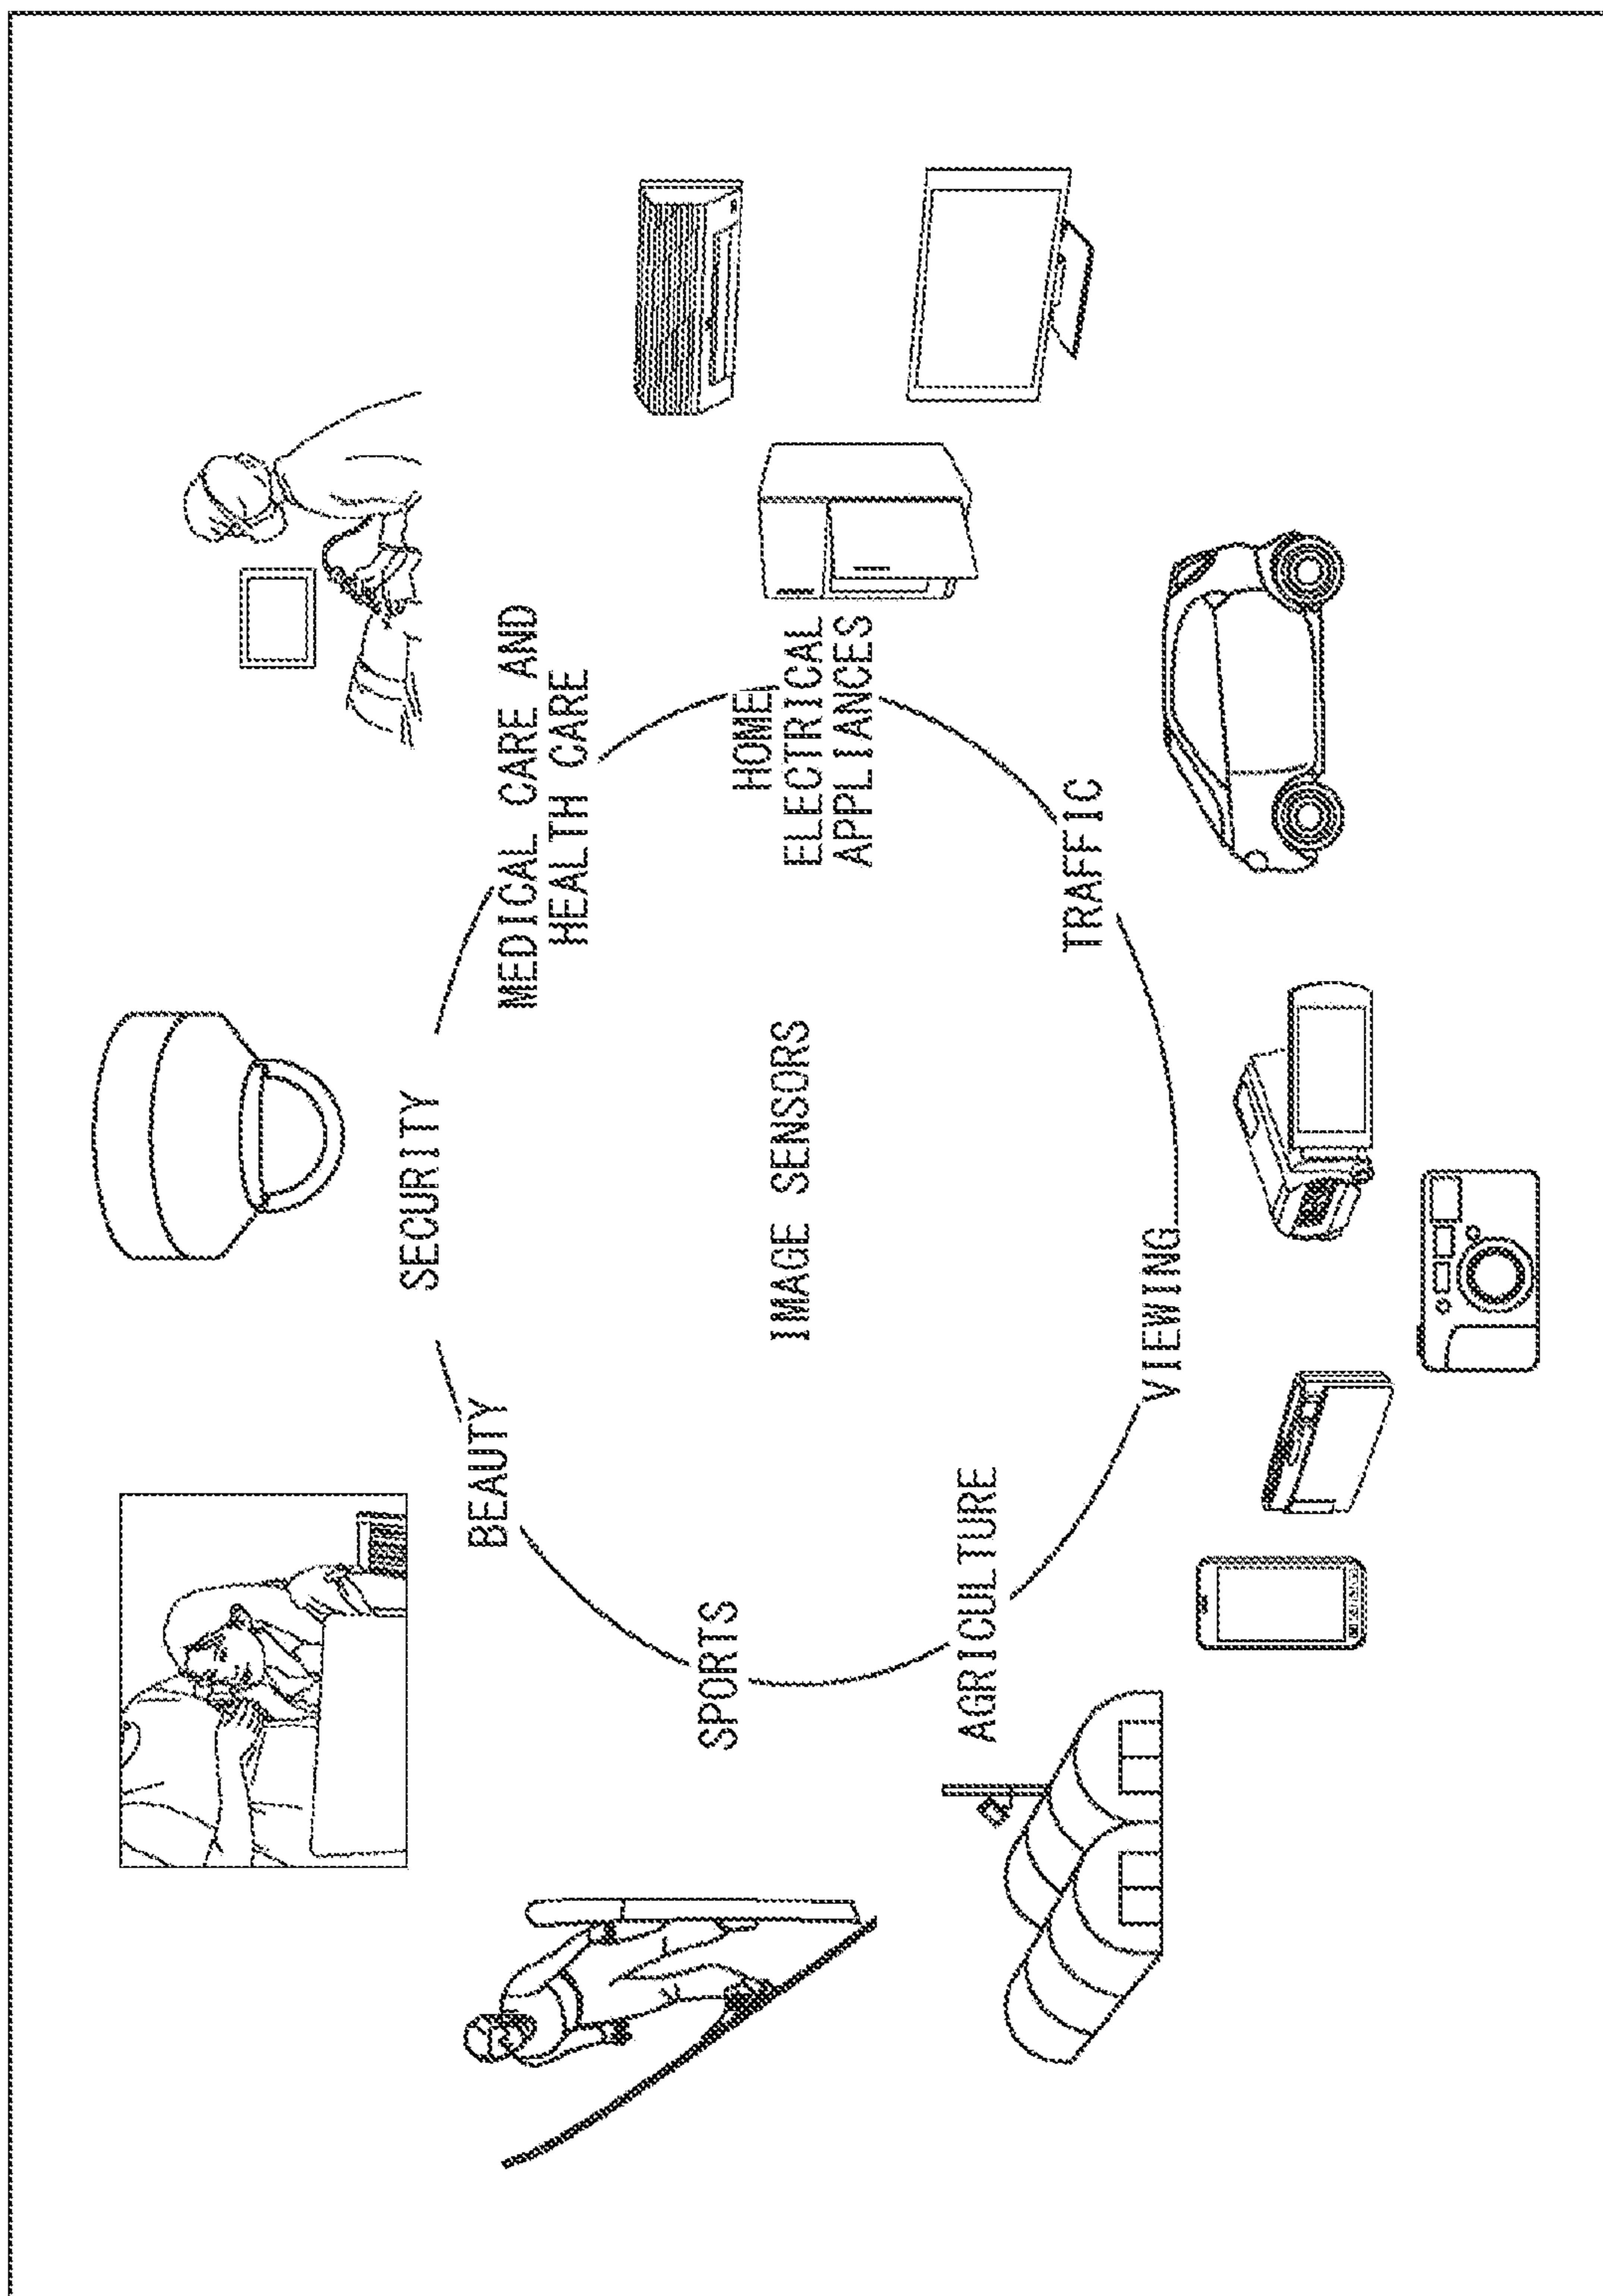 SECURITY
BEAUTY
MEDICAL CARE AND
HEALTH CARE
SPORTS
IMAGE SENSORS
HOME
ELECTRICAL
APPLIANCES
AGRICULTURE
TRAFFIC
VIEWING